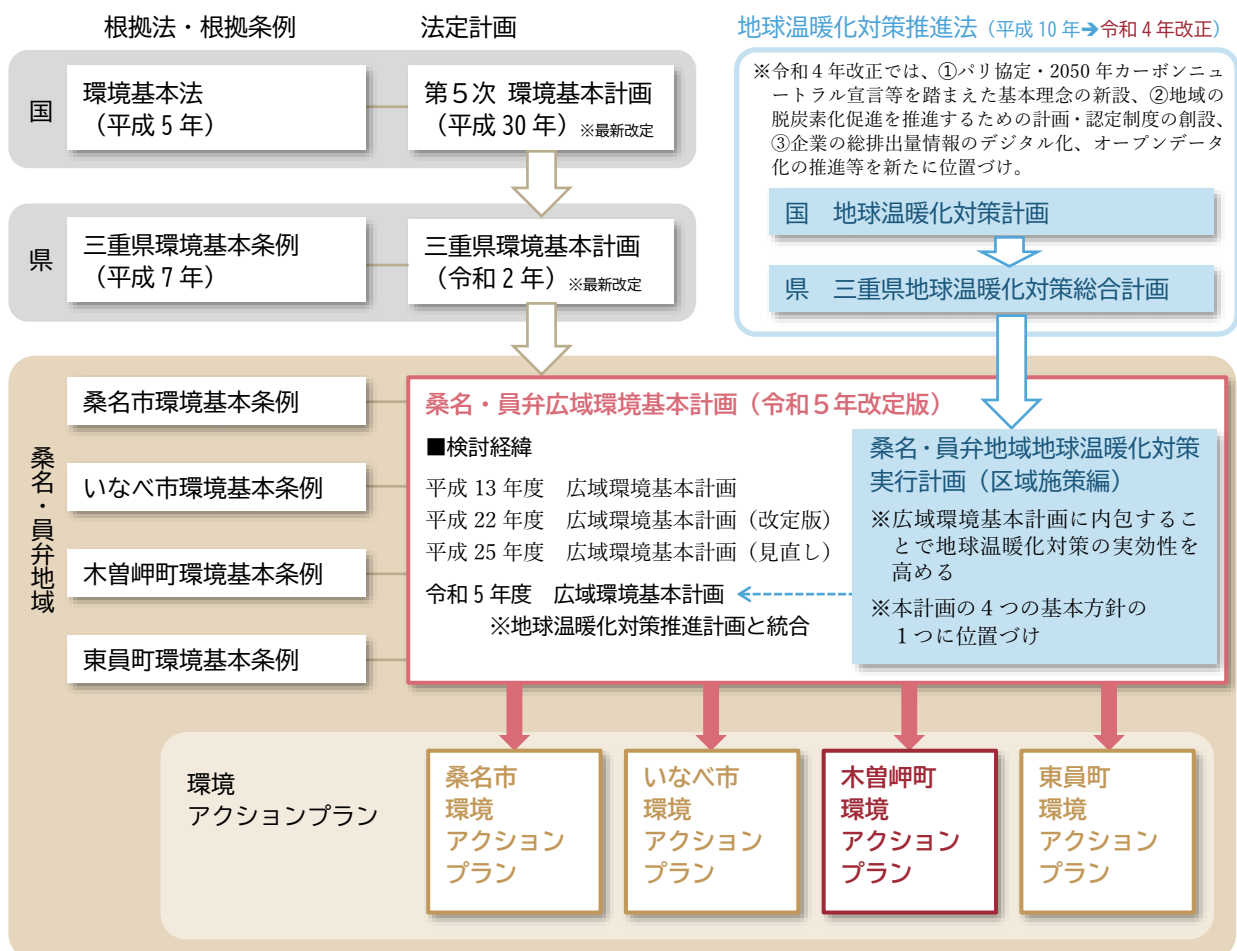 根拠法・根拠条例
法定計画
国
環境基本法
（平成５年）
第５次 環境基本計画
（平成 30 年）※最新改定
県
三重県環境基本条例
（平成７年）
三重県環境基本計画
（令和２年）※最新改定
地球温暖化対策推進法（平成 10 年➔令和４年改正）
※令和４年改正では、①パリ協定・2050 年カーボンニュ
ートラル宣言等を踏まえた基本理念の新設、②地域の
脱炭素化促進を推進するための計画・認定制度の創設、
③企業の総排出量情報のデジタル化、オープンデータ
化の推進等を新たに位置づけ。
国　地球温暖化対策計画
県　三重県地球温暖化対策総合計画
桑名・員弁地域
桑名市環境基本条例
いなべ市環境基本条例
木曽岬町環境基本条例
東員町環境基本条例
桑名・員弁広域環境基本計画（令和５年改定版）
■検討経緯
平成 13 年度　広域環境基本計画
平成 22 年度　広域環境基本計画（改定版）
平成 25 年度　広域環境基本計画（見直し）
令和５年度　広域環境基本計画
※地球温暖化対策推進計画と統合
桑名・員弁地域地球温暖化対策
実行計画（区域施策編）
※広域環境基本計画に内包するこ
とで地球温暖化対策の実効性を
高める
※本計画の４つの基本方針の
１つに位置づけ
環境
アクションプラン
桑名市
環境
アクション
プラン
いなべ市
環境
アクション
プラン
木曽岬町
環境
アクション
プラン
東員町
環境
アクション
プラン